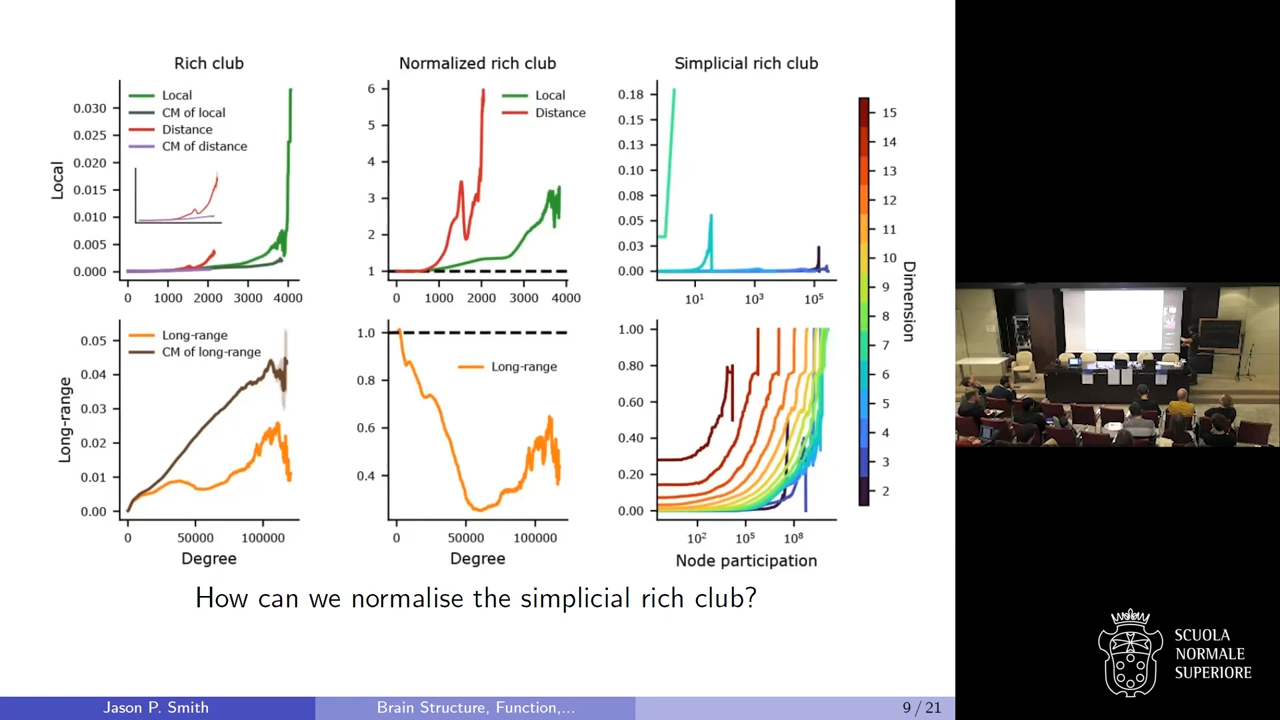 Rich club
Normalized rich club
Simplicial rich club
Local
0.030
0.025
0.020
0.015
0.010
0.005
0.000
Local
CM of local
Distance
CM of distance
0
1000
2000
3000
4000
6
5
4
3
2
1
Local
Distance
0
1000
2000
3000
4000
0.18
0.15
0.13
0.10
0.08
0.05
0.03
0.00
10¹
10³
10⁵
15
14
13
12
11
10
9
8
7
6
5
4
3
2
Dimension
Long-range
0.05
0.04
0.03
0.02
0.01
0.00
Long-range
CM of long-range
0
50000
100000
Degree
1.0
0.8
0.6
0.4
Long-range
0
50000
100000
Degree
1.00
0.80
0.60
0.40
0.20
0.00
10²
10⁵
10⁸
Node participation
How can we normalise the simplicial rich club?
Jason P. Smith
Brain Structure, Function,...
9 / 21
SCUOLA
NORMALE
SUPERIORE